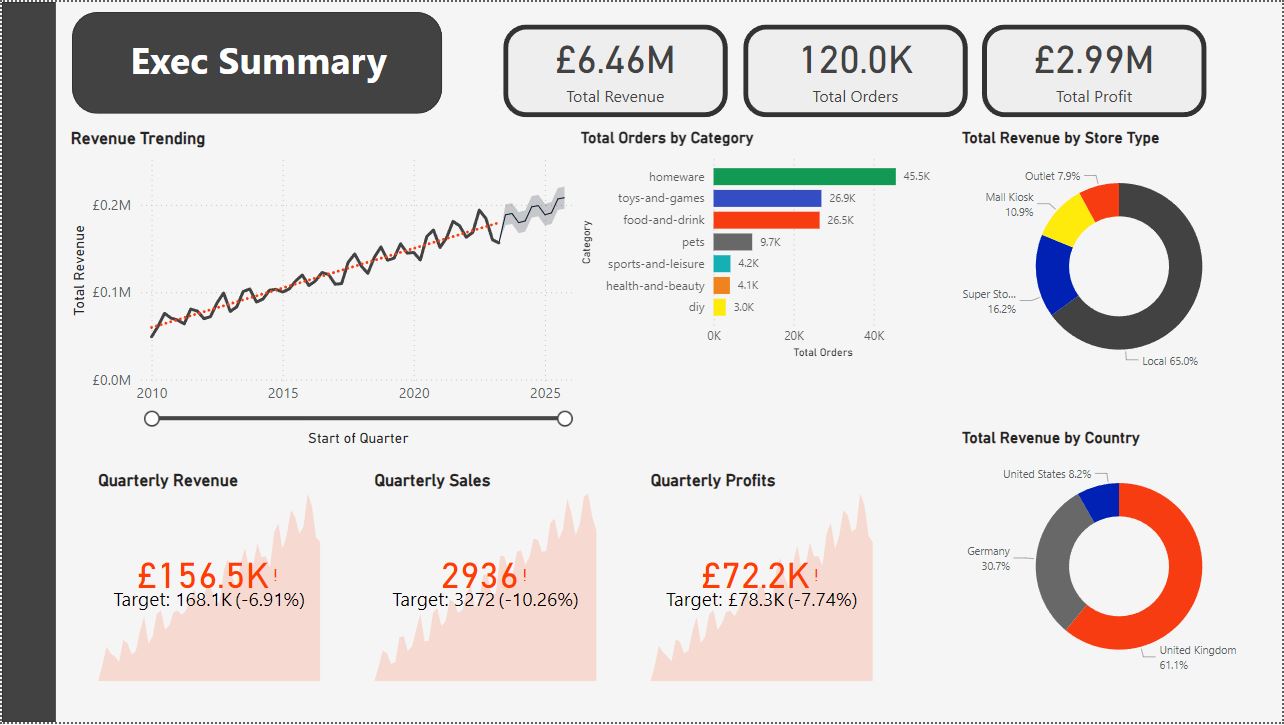 Exec Summary
£6.46M
Total Revenue
120.0K
Total Orders
£2.99M
Total Profit
Revenue Trending
Total Revenue
£0.2M
£0.1M
£0.0M
2010
2015
2020
2025
Start of Quarter
Total Orders by Category
Category
homeware
45.5K
toys-and-games
26.9K
food-and-drink
26.5K
pets
9.7K
sports-and-leisure
4.2K
health-and-beauty
4.1K
diy
3.0K
0K
20K
40K
Total Orders
Total Revenue by Store Type
Outlet 7.9%
Mall Kiosk
10.9%
Super Sto...
16.2%
Local 65.0%
Quarterly Revenue
£156.5K!
Target: 168.1K (-6.91%)
Quarterly Sales
2936!
Target: 3272 (-10.26%)
Quarterly Profits
£72.2K!
Target: £78.3K (-7.74%)
Total Revenue by Country
United States 8.2%
Germany
30.7%
United Kingdom
61.1%